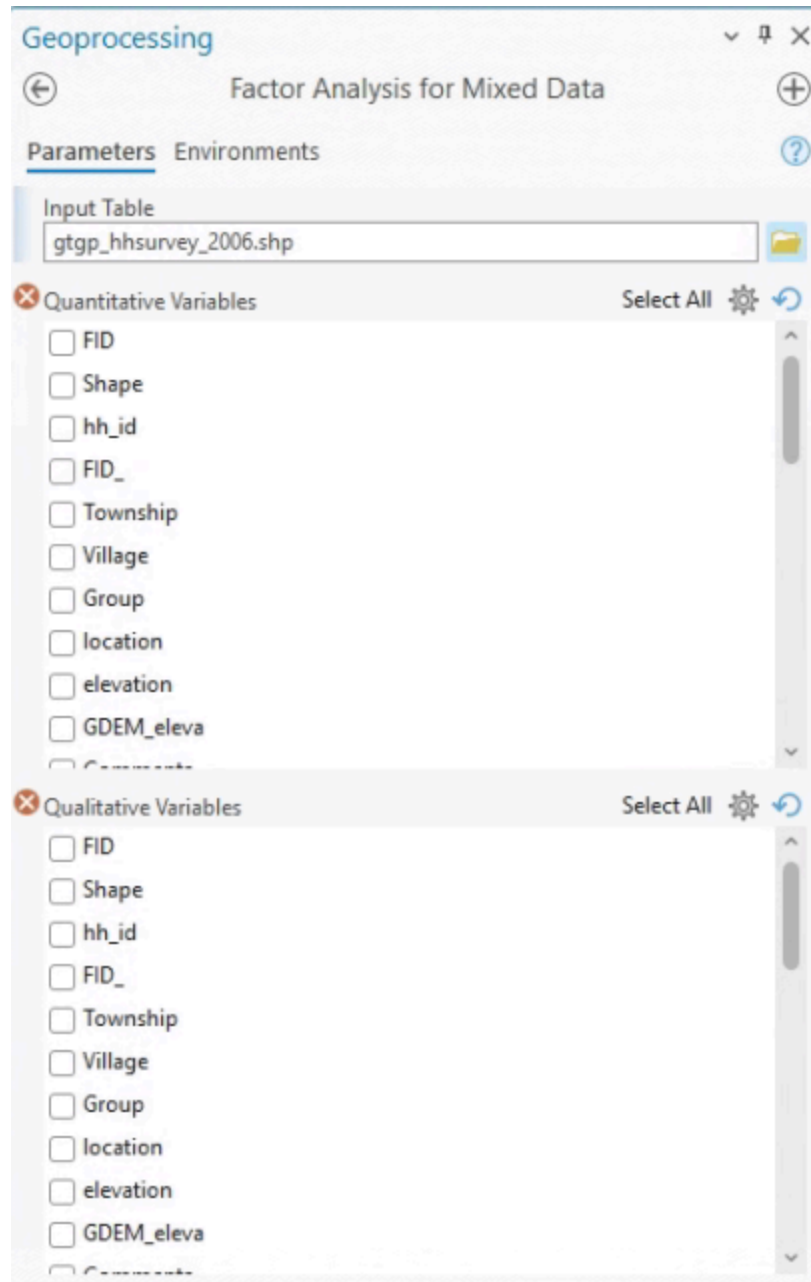 Geoprocessing
Factor Analysis for Mixed Data
Parameters Environments
Input Table
gtgp_hhsurvey_2006.shp
Quantitative Variables Select All
FID
Shape
hh_id
FID_
Township
Village
Group
location
elevation
GDEM_eleva
Qualitative Variables Select All
FID
Shape
hh_id
FID_
Township
Village
Group
location
elevation
GDEM_eleva